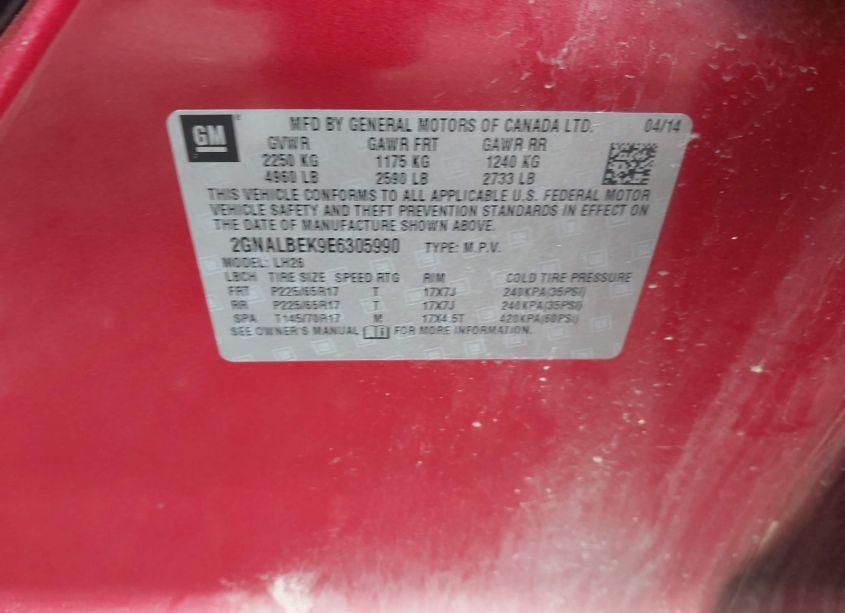 GM MFD BY GENERAL MOTORS OF CANADA LTD. 04/14
GVWR GAWR FRT GAWR RR
2250 KG 1175 KG 1240 KG
4960 LB 2590 LB 2733 LB
THIS VEHICLE CONFORMS TO ALL APPLICABLE U.S. FEDERAL MOTOR
VEHICLE SAFETY AND THEFT PREVENTION STANDARDS IN EFFECT ON
THE DATE OF MANUFACTURE SHOWN ABOVE.
2GNALBEK9E6305990 TYPE: M.P.V.
MODEL: LH26
LBCH TIRE SIZE SPEED RTG RIM COLD TIRE PRESSURE
FRT P225/65R17 T 17X7J 240KPA(35PSI)
RR P225/65R17 T 17X7J 240KPA(35PSI)
SPA T145/70R17 M 17X4.5T 420KPA(60PSI)
SEE OWNER'S MANUAL FOR MORE INFORMATION.